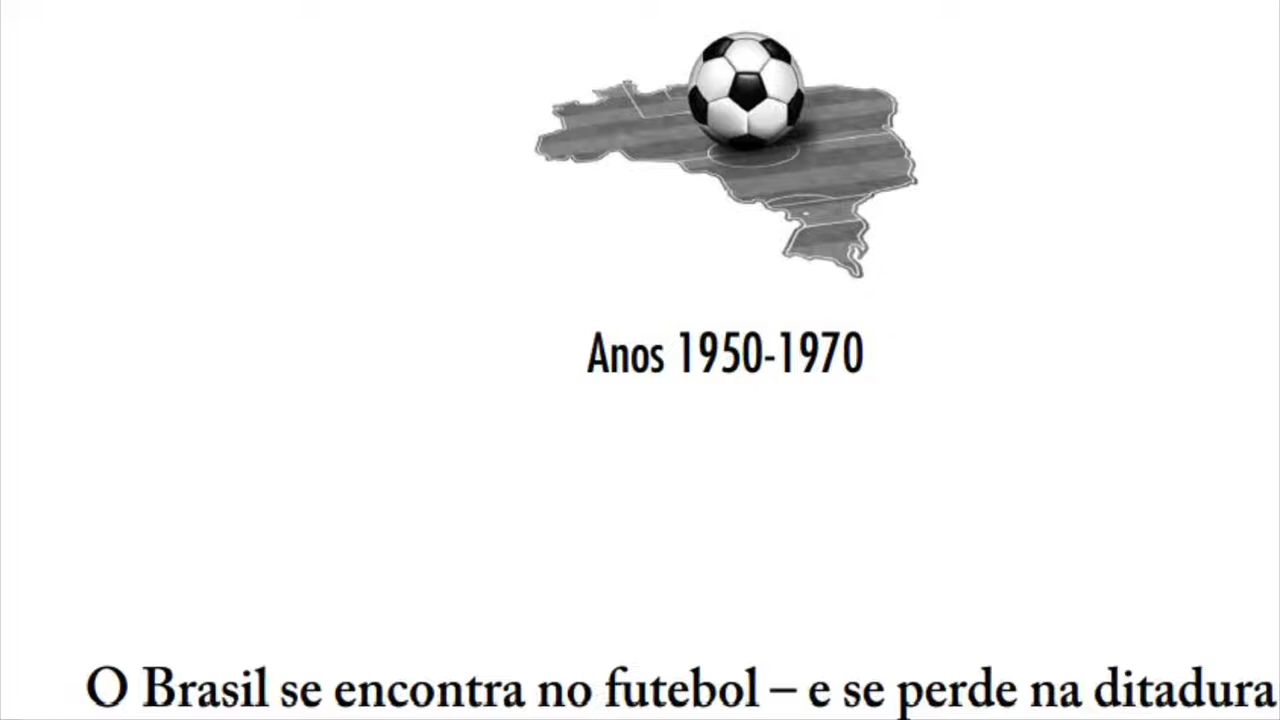 Anos 1950-1970
O Brasil se encontra no futebol – e se perde na ditadura